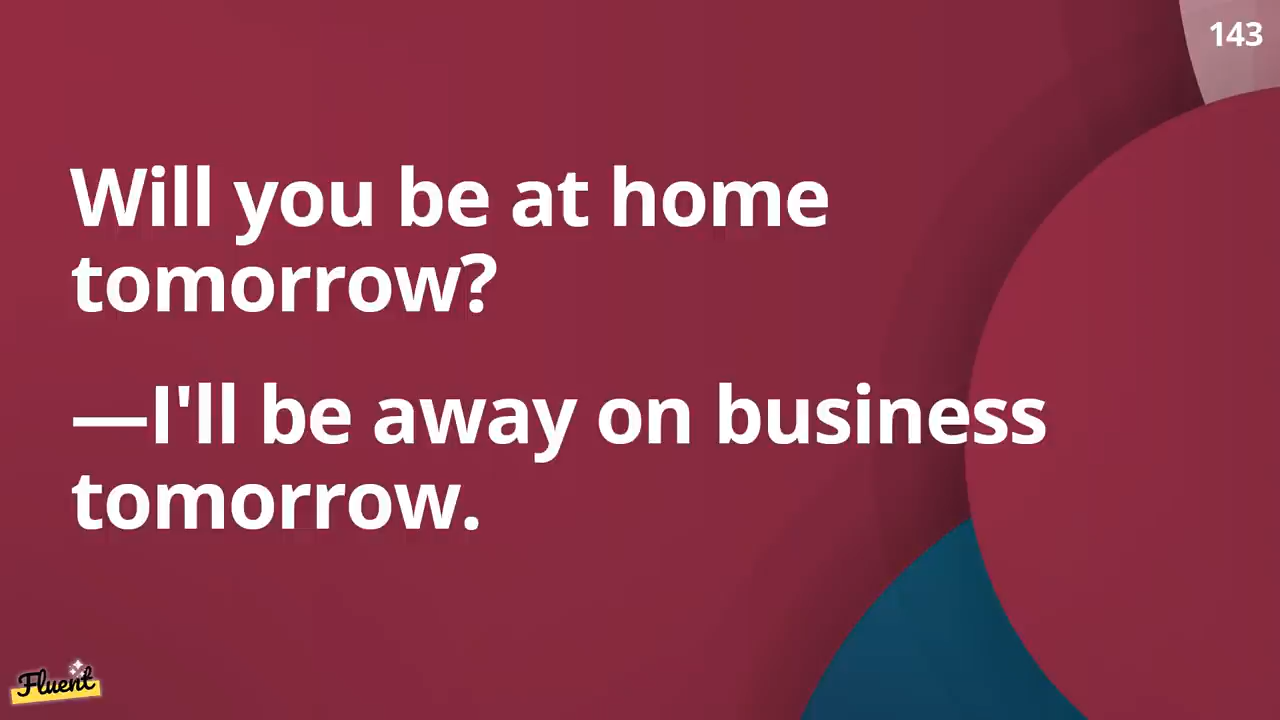 143
Will you be at home
tomorrow?
—I'll be away on business
tomorrow.
Fluent